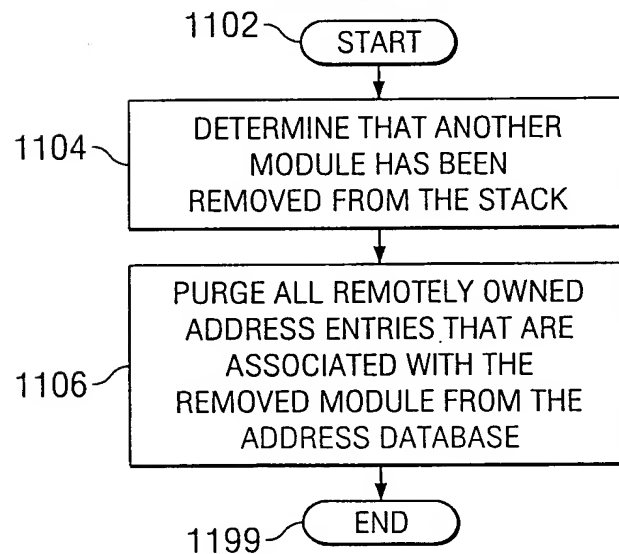 1102
START
1104
DETERMINE THAT ANOTHER
MODULE HAS BEEN
REMOVED FROM THE STACK
1106
PURGE ALL REMOTELY OWNED
ADDRESS ENTRIES THAT ARE
ASSOCIATED WITH THE
REMOVED MODULE FROM THE
ADDRESS DATABASE
1199
END